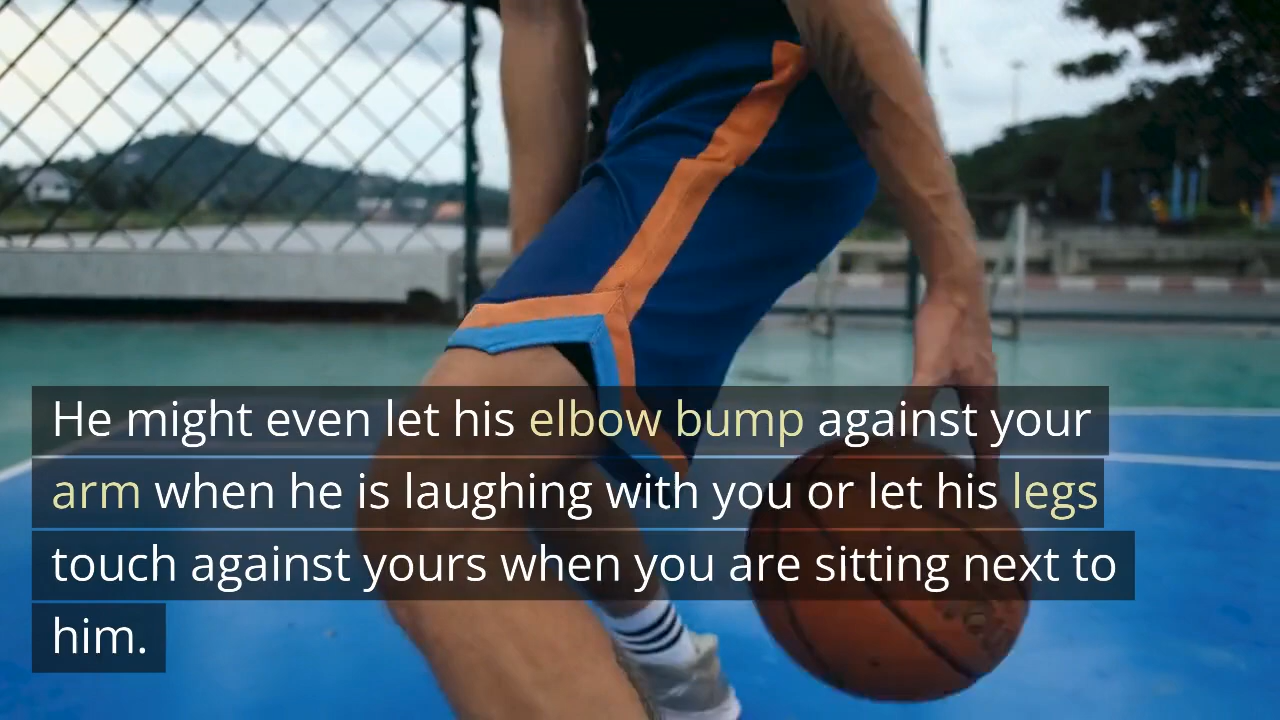 He might even let his elbow bump against your
arm when he is laughing with you or let his legs
touch against yours when you are sitting next to
him.